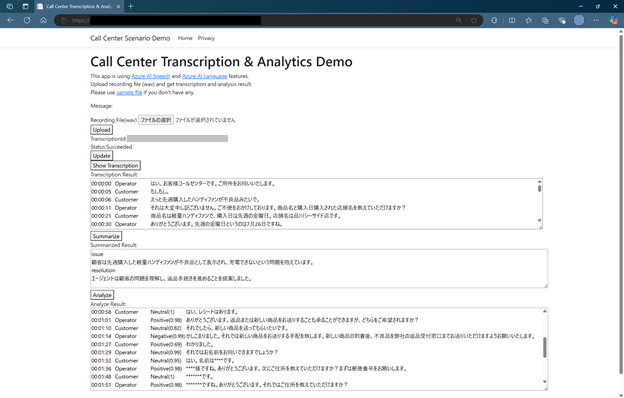 Call Center Transcription & Analy
https://
Call Center Scenario Demo Home Privacy
Call Center Transcription & Analytics Demo
This app is using Azure AI Speech and Azure AI Language features.
Upload recording file (wav) and get transcription and analysis result.
Please use sample file if you don't have any.
Message:
Recording File(wav) ファイルの選択 ファイルが選択されていません
Upload
TranscriptionId:
Status:Succeeded
Update
Show Transcription
Transcription Result:
00:00:00 Operator はい、お客様コールセンターです。ご用件をお伺いいたします。
00:00:05 Customer もしもし。
00:00:06 Customer えっと先週購入したハンディファンが不良品みたいで。
00:00:11 Operator それは大変申し訳ございません。ご不便をおかけしております。商品名と購入日購入された店舗名を教えていただけますか？
00:00:21 Customer 商品名は軽量ハンディファンで、購入日は先週の金曜日。店舗名は品川シーサイド店です。
00:00:30 Operator ありがとうございます。先週の金曜日というのは7月26日ですね。
Summarize
Summarized Result:
issue
顧客は先週購入した軽量ハンディファンが不良品として表示され、充電できないという問題を抱えています。
resolution
エージェントは顧客の問題を理解し、返品手続きを進めることを提案しました。
Analyze
Analyze Result:
00:00:58 Customer Neutral(1) はい、レシートはあります。
00:01:01 Operator Positive(0.98) ありがとうございます。返品または新しい商品をお送りすることも承ることができますが、どちらをご希望されますか？
00:01:10 Customer Neutral(0.82) それでしたら、新しい商品を送ってもらいたいです。
00:01:14 Operator Negative(0.99) かしこまりました。それでは新しい商品をお送りする手配を致します。新しい商品の到着後、不良品を弊社の返品受付窓口までお送りいただけますようお願いいたします。
00:01:27 Customer Positive(0.69) わかりました。
00:01:29 Operator Neutral(0.99) それではお名前をお伺いできますでしょうか？
00:01:32 Customer Neutral(0.95) はい、名前は****です。
00:01:36 Operator Positive(0.98) ****様ですね。ありがとうございます。次にご住所を教えていただけますか？まずは郵便番号をお願いします。
00:01:48 Customer Neutral(1) *******です。
00:01:51 Operator Positive(0.98) *******ですね。ありがとうございます。それではご住所を教えていただけますか？